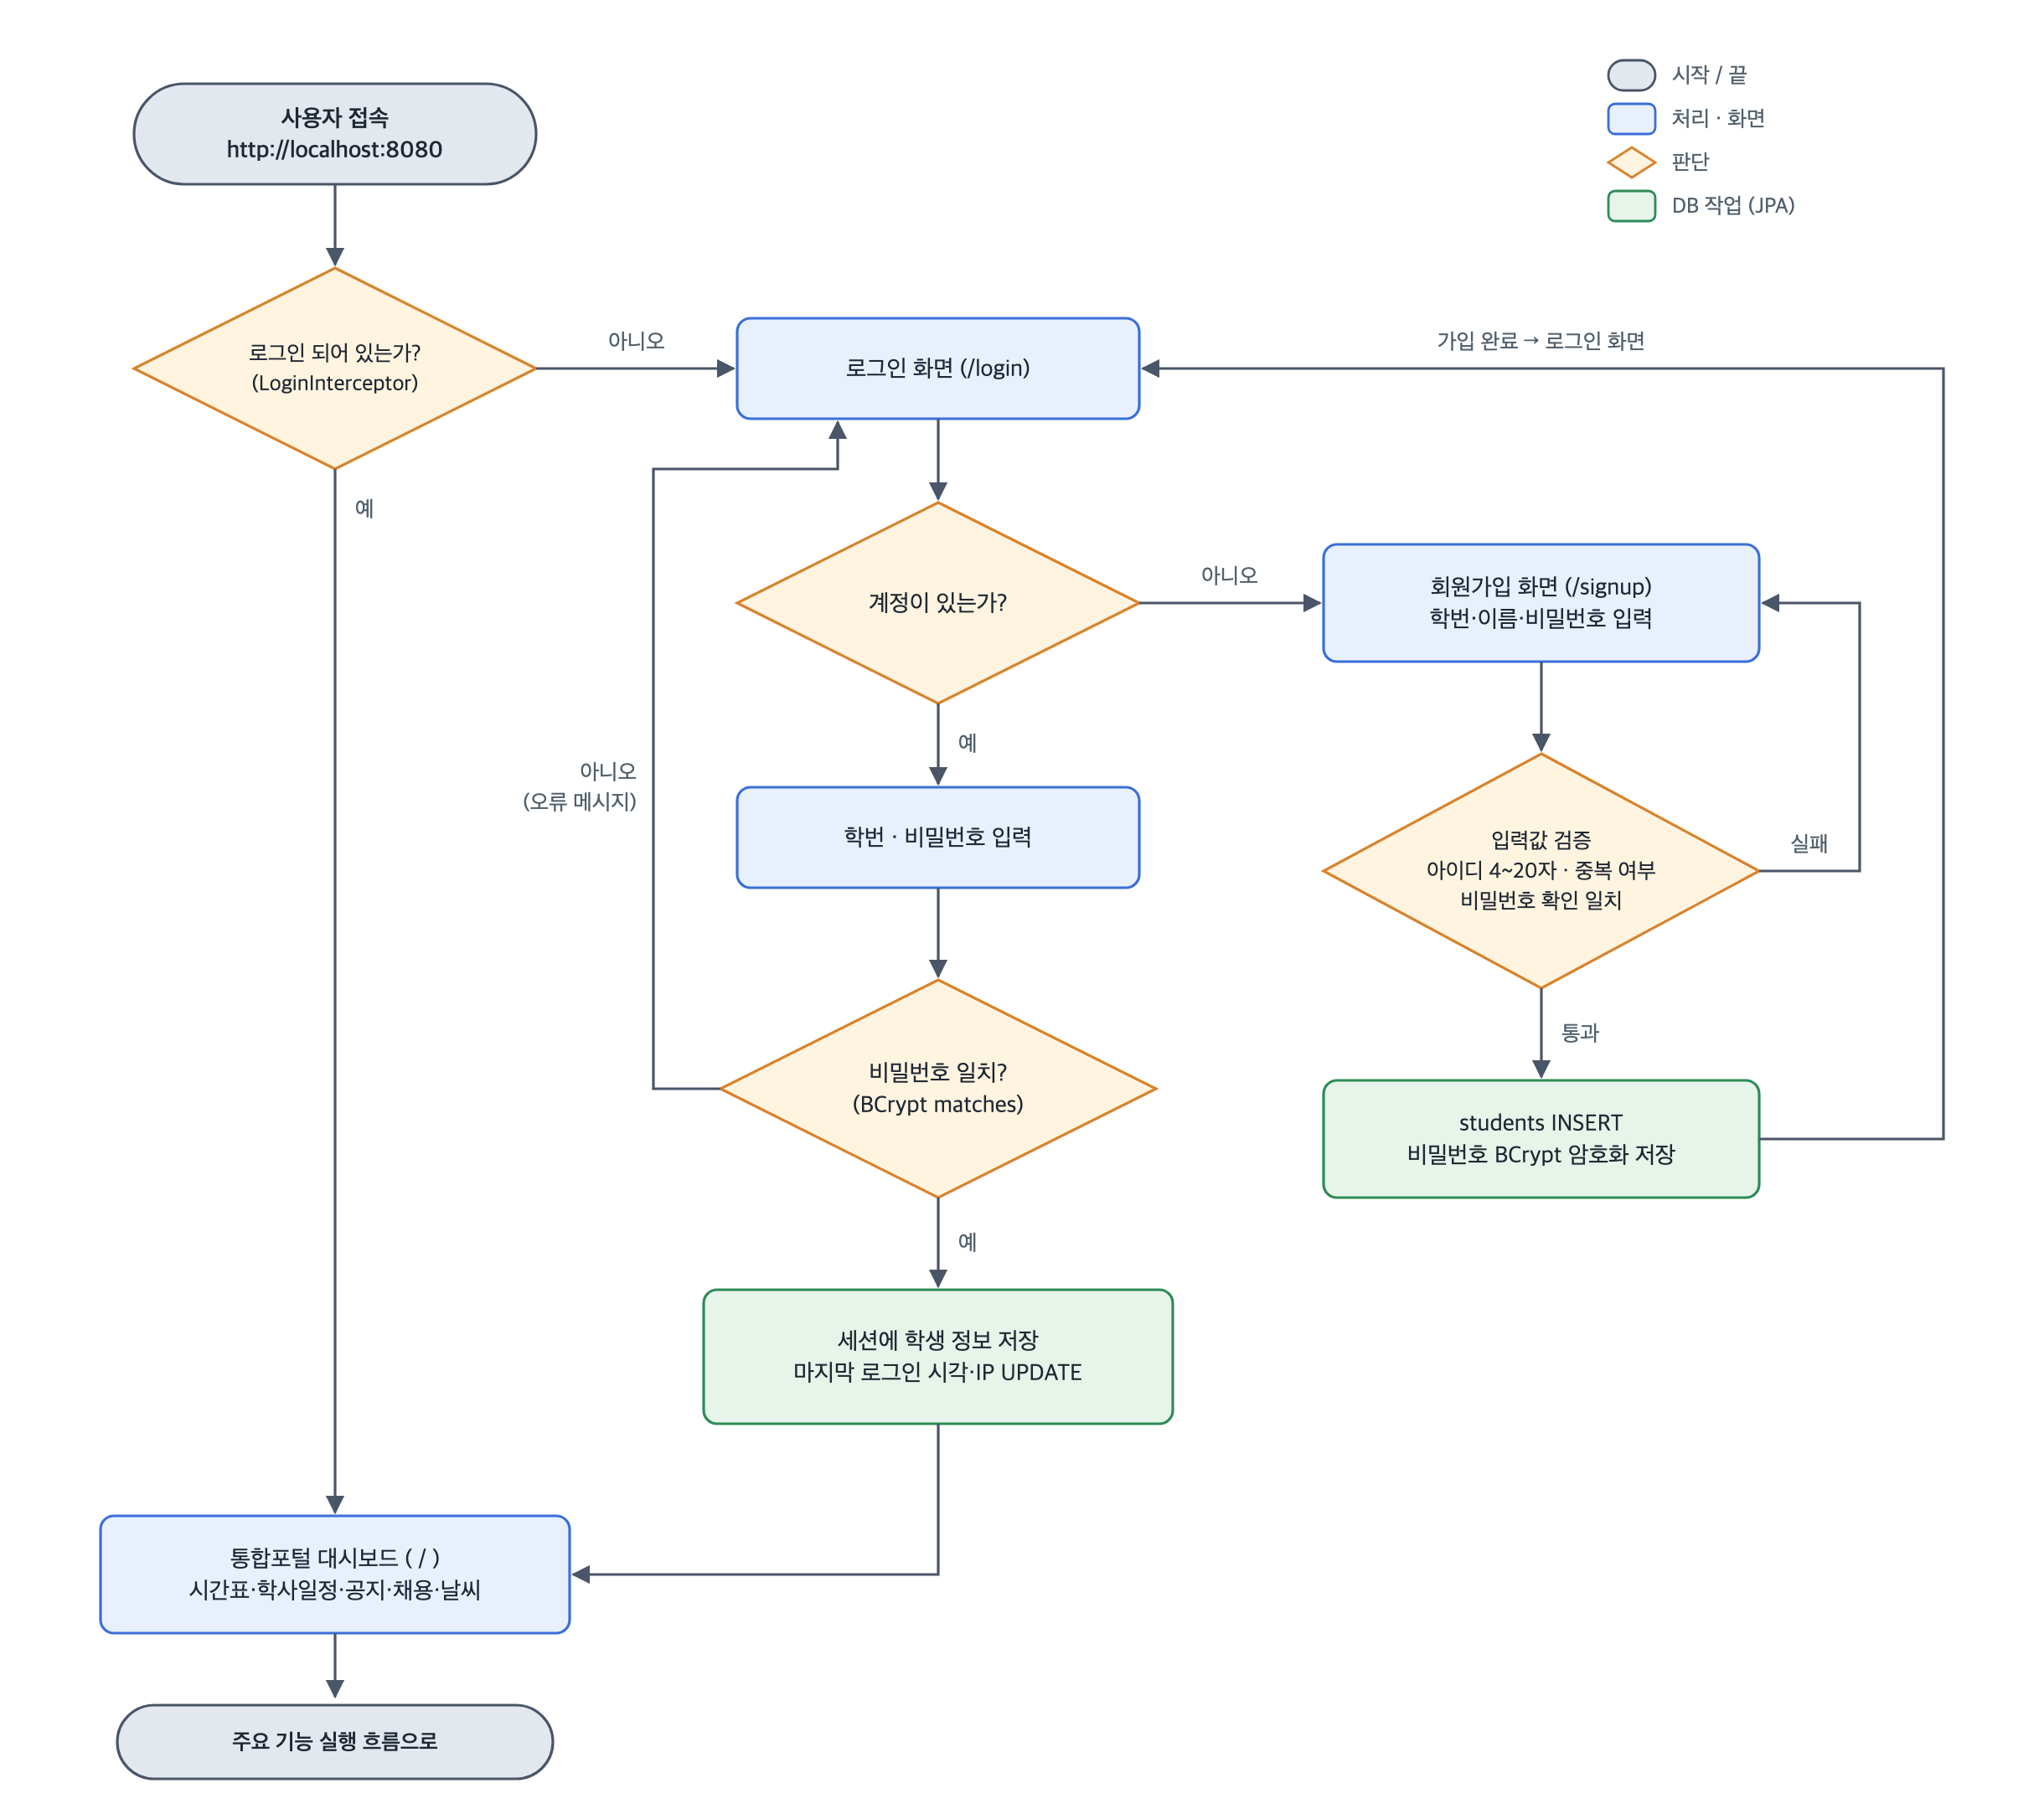 시작 / 끝
처리 · 화면
판단
DB 작업 (JPA)
사용자 접속
http://localhost:8080
로그인 되어 있는가?
(LoginInterceptor)
아니오
로그인 화면 (/login)
가입 완료 → 로그인 화면
예
계정이 있는가?
아니오
회원가입 화면 (/signup)
학번·이름·비밀번호 입력
예
아니오
(오류 메시지)
학번 · 비밀번호 입력
입력값 검증
아이디 4~20자 · 중복 여부
비밀번호 확인 일치
실패
통과
비밀번호 일치?
(BCrypt matches)
students INSERT
비밀번호 BCrypt 암호화 저장
예
세션에 학생 정보 저장
마지막 로그인 시각·IP UPDATE
통합포털 대시보드 ( / )
시간표·학사일정·공지·채용·날씨
주요 기능 실행 흐름으로